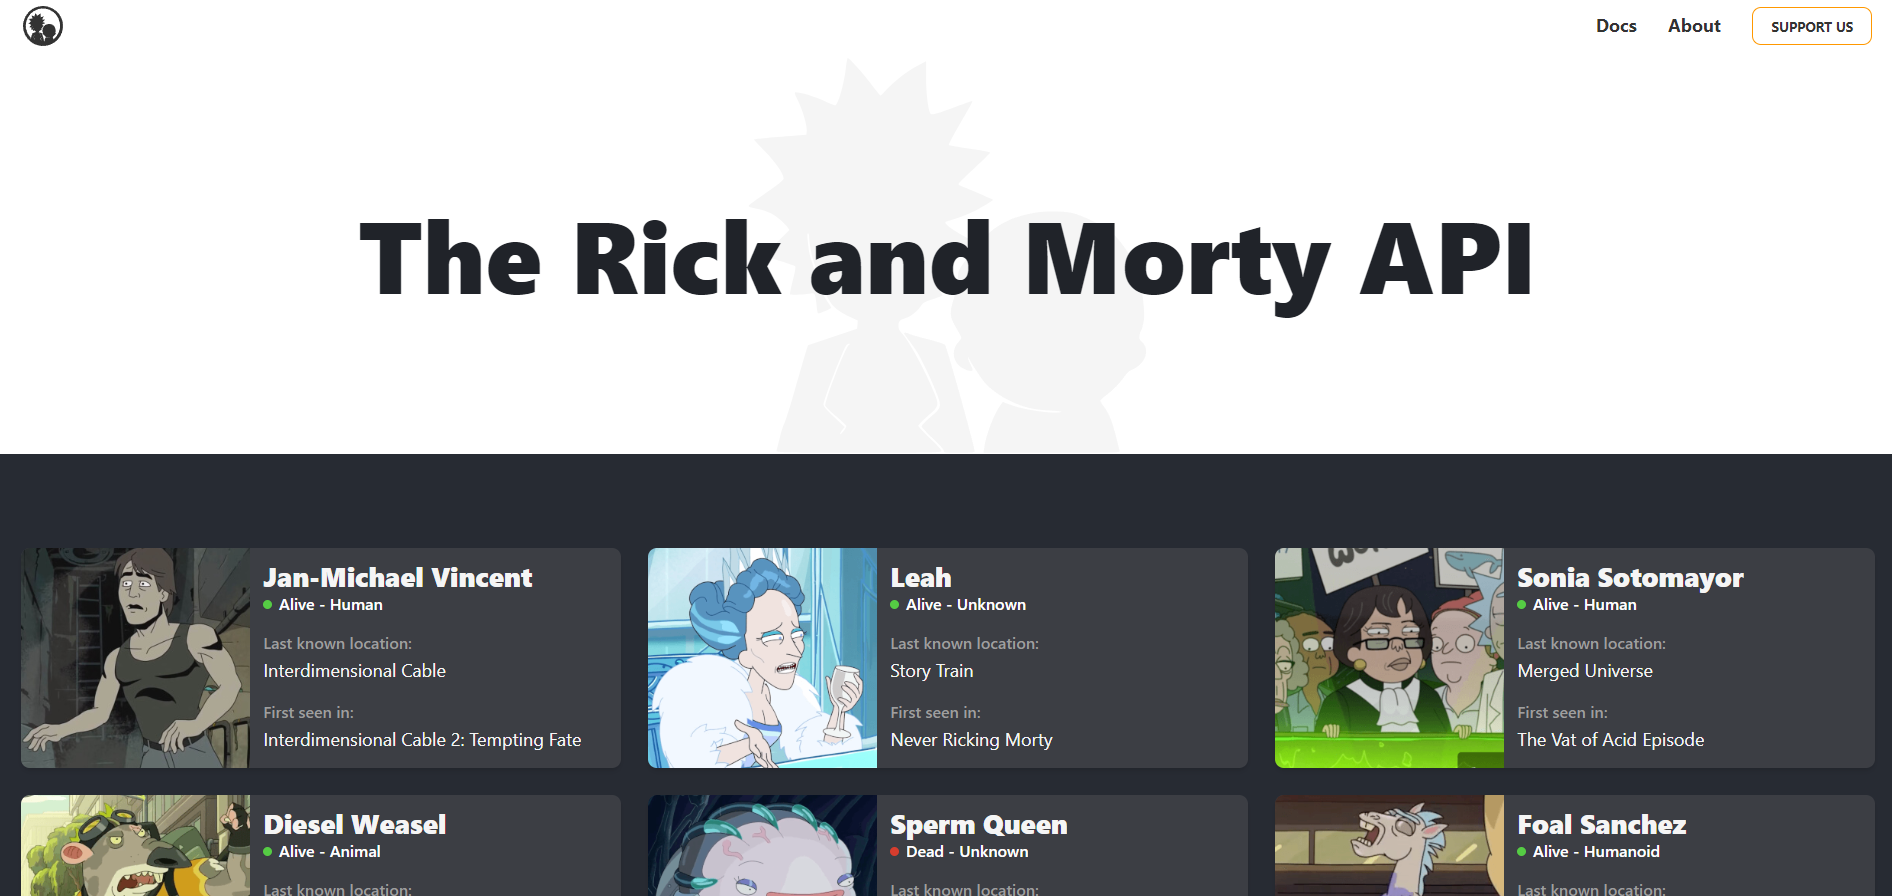 Docs
About
SUPPORT US
The Rick and Morty API
Jan-Michael Vincent
Alive - Human
Last known location:
Interdimensional Cable
First seen in:
Interdimensional Cable 2: Tempting Fate
Leah
Alive - Unknown
Last known location:
Story Train
First seen in:
Never Ricking Morty
Sonia Sotomayor
Alive - Human
Last known location:
Merged Universe
First seen in:
The Vat of Acid Episode
Diesel Weasel
Alive - Animal
Last known location:
Sperm Queen
Dead - Unknown
Last known location:
Foal Sanchez
Alive - Humanoid
Last known location: